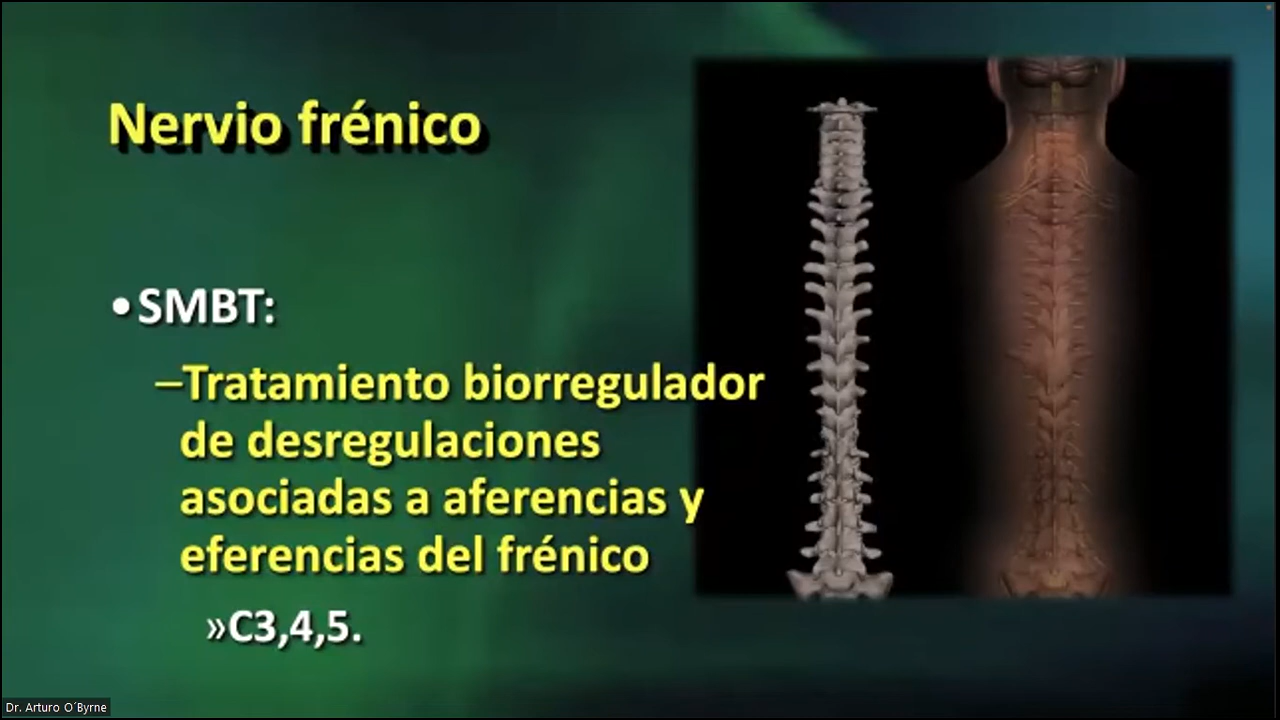 Nervio frénico
•SMBT:
–Tratamiento biorregulador
de desregulaciones
asociadas a aferencias y
eferencias del frénico
»C3,4,5.
Dr. Arturo O´Byrne